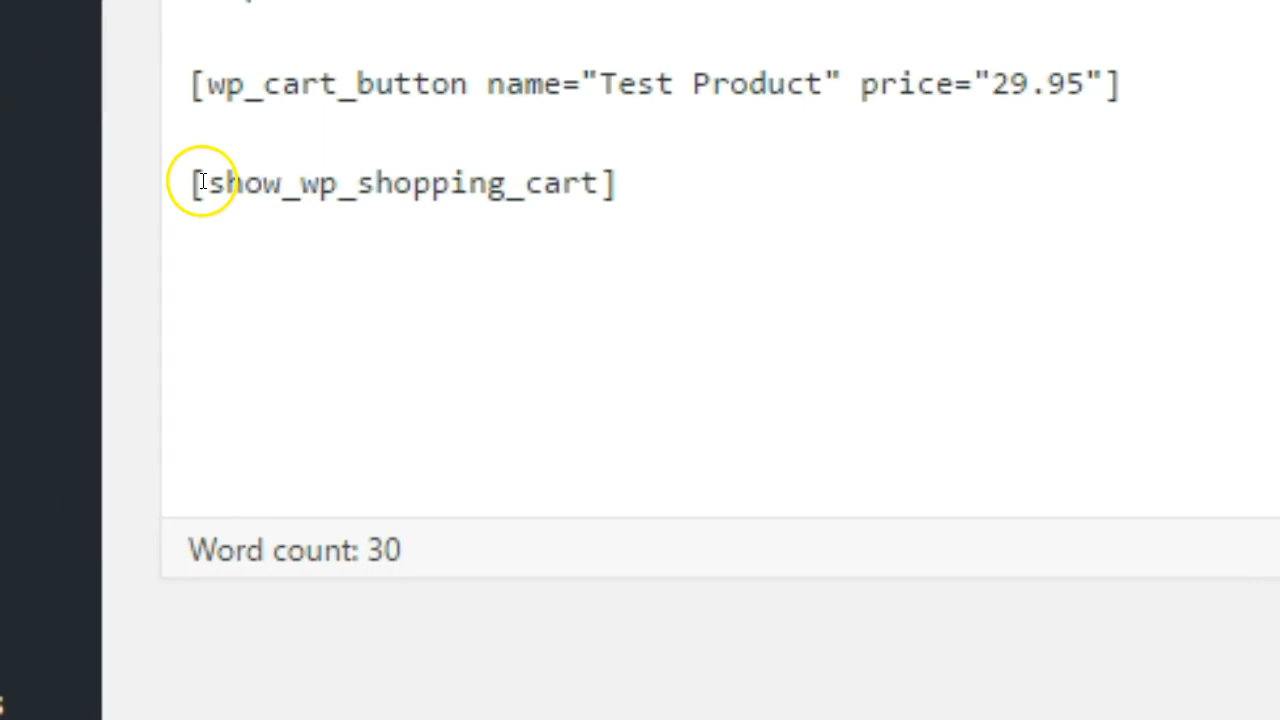 [wp_cart_button name="Test Product" price="29.95"]
[show_wp_shopping_cart]
Word count: 30